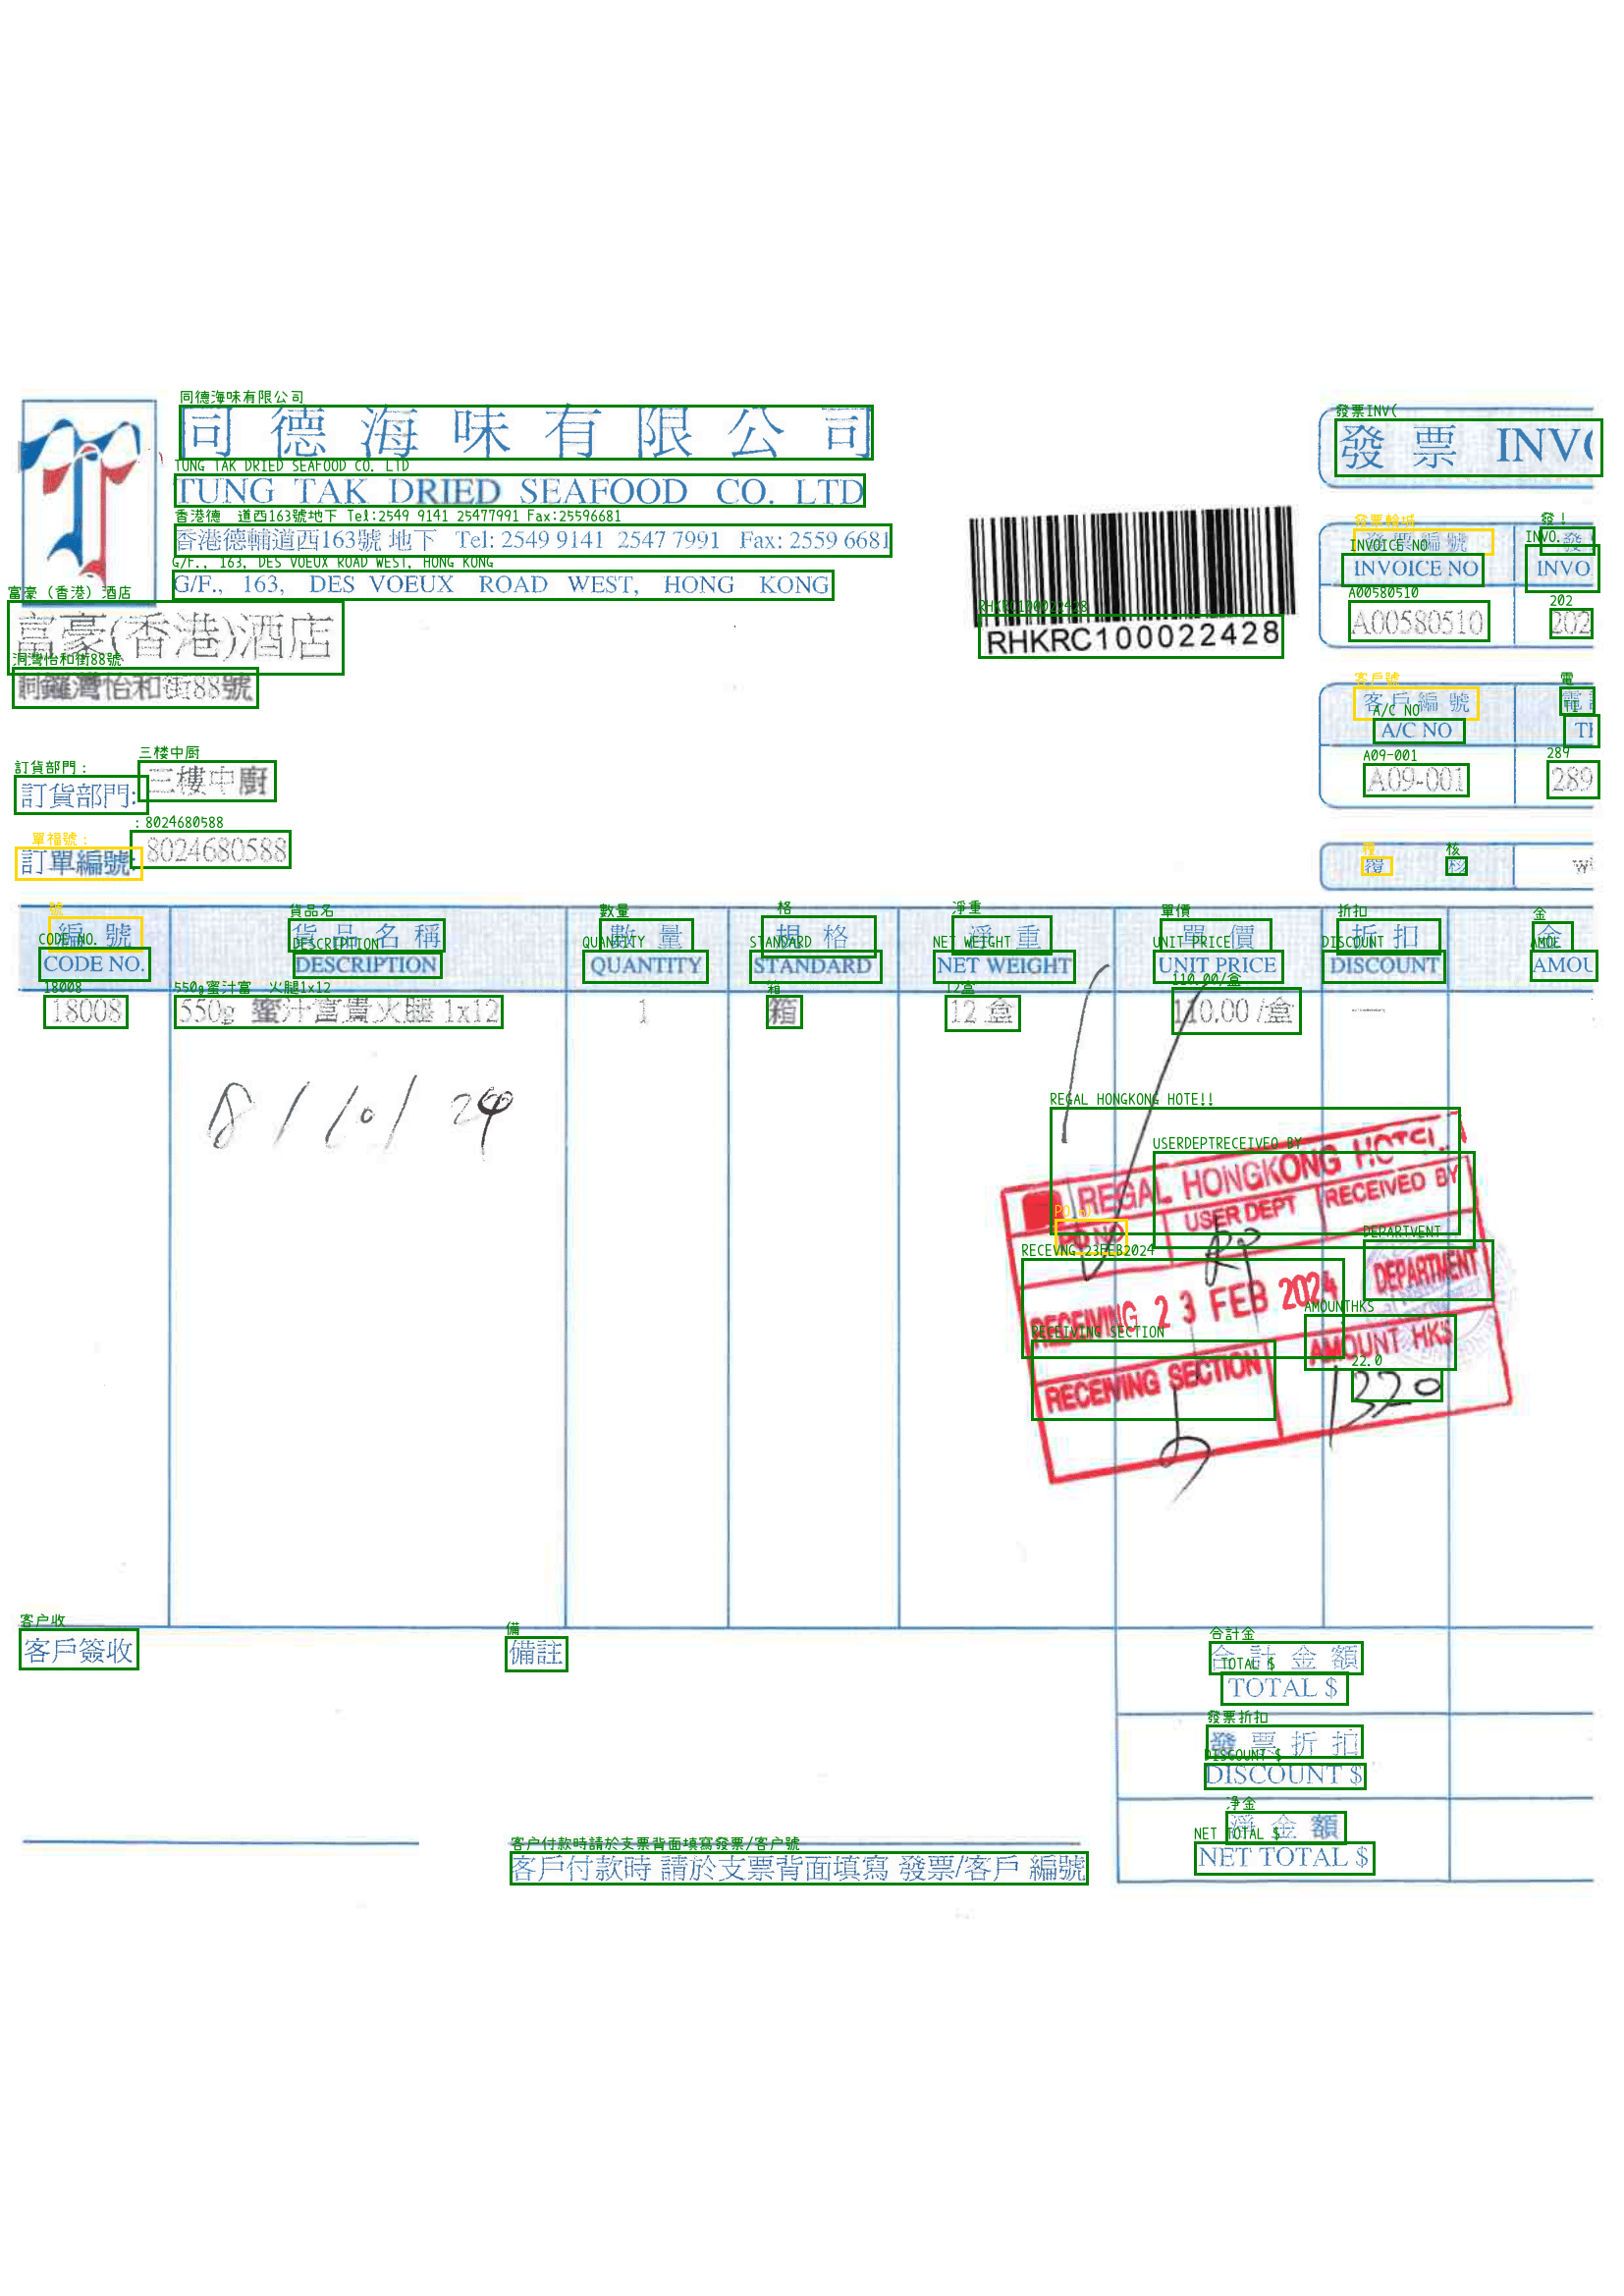 同德海味有限公司
TUNG TAK DRIED SEAFOOD CO. LTD
香港德輔道西163號地下 Tel: 2549 9141 2547 7991 Fax: 2559 6681
G/F., 163, DES VOEUX ROAD WEST, HONG KONG
發票 INV
富豪(香港)酒店
銅鑼灣怡和街88號
RHKRC100022428
發票編號 發
INVOICE NO INVO
A00580510 202
客戶編號 電
A/C NO TE
A09-001 289
訂貨部門: 三樓中廚
訂單編號: 8024680588
覆核
編號 貨品名稱 數量 規格 淨重 單價 折扣 金
CODE NO. DESCRIPTION QUANTITY STANDARD NET WEIGHT UNIT PRICE DISCOUNT AMOU
18008 550g 蜜汁富貴火腿 1x12 1 箱 12 盒 110.00 /盒
8/10/24
REGAL HONGKONG HOTEL
PO NO USER DEPT RECEIVED BY
RECEIVING 23 FEB 2024 DEPARTMENT
RECEIVING SECTION AMOUNT HK$
1320
客戶簽收 備註
合計金額
TOTAL $
發票折扣
DISCOUNT $
淨金額
NET TOTAL $
客戶付款時請於支票背面填寫 發票/客戶編號